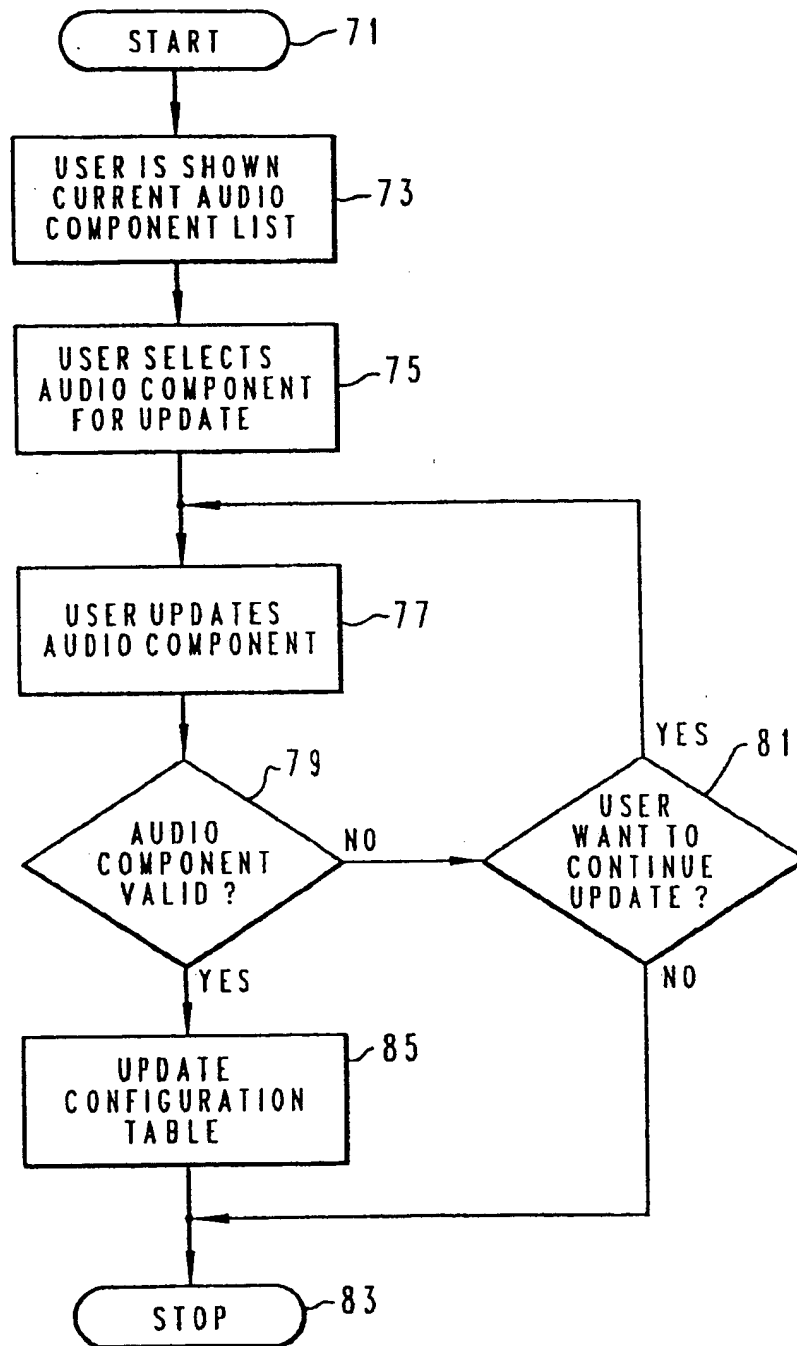 START
71
USER IS SHOWN
CURRENT AUDIO
COMPONENT LIST
73
USER SELECTS
AUDIO COMPONENT
FOR UPDATE
75
USER UPDATES
AUDIO COMPONENT
77
AUDIO
COMPONENT
VALID ?
79
NO
YES
USER
WANT TO
CONTINUE
UPDATE ?
81
YES
NO
UPDATE
CONFIGURATION
TABLE
85
STOP
83